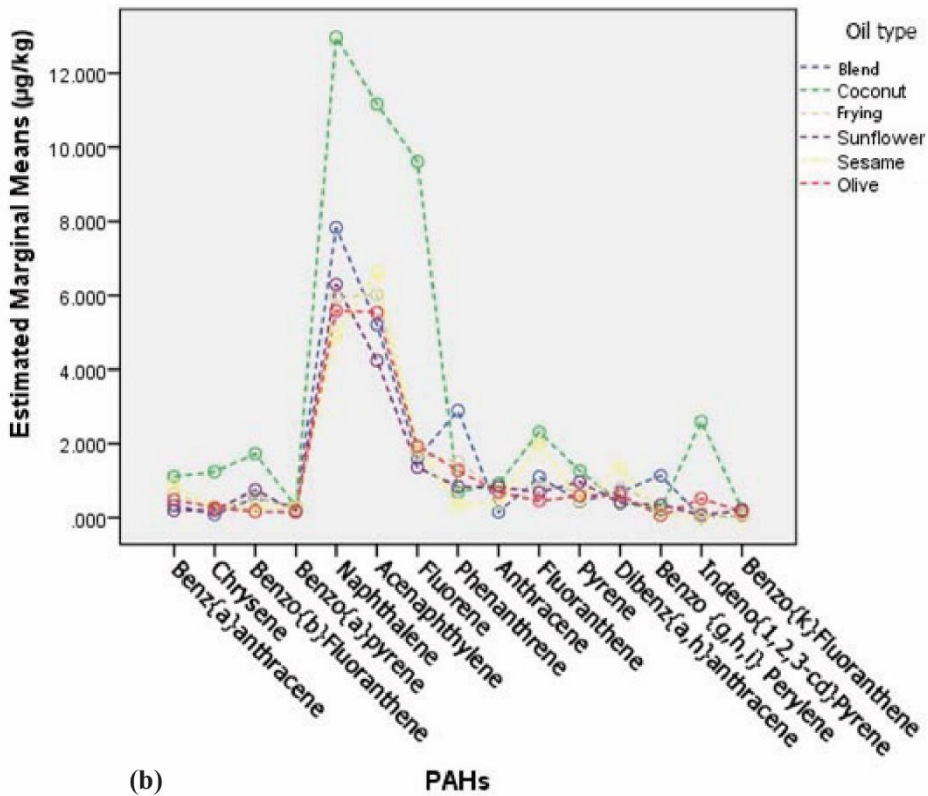 Estimated Marginal Means (µg/kg)
12.000
10.000
8.000
6.000
4.000
2.000
.000
Oil type
Blend
Coconut
Frying
Sunflower
Sesame
Olive
Benz{a}anthracene
Chrysene
Benzo{b}Fluoranthene
Benzo{a}pyrene
Naphthalene
Acenaphthylene
Fluorene
Phenanthrene
Anthracene
Fluoranthene
Pyrene
Dibenz{a,h}anthracene
Benzo {g,h,i} Perylene
Indeno{1,2,3-cd}Pyrene
Benzo{k}Fluoranthene
(b)
PAHs